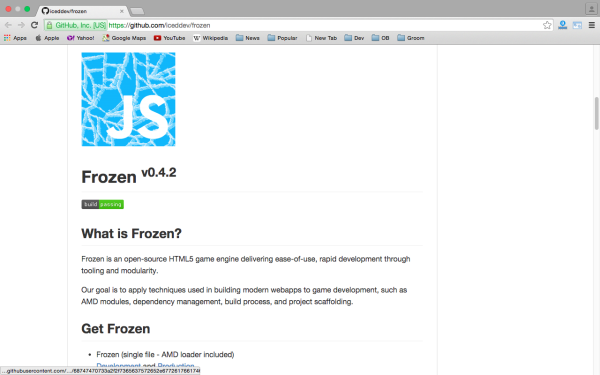 iceddev/frozen
GitHub, Inc. [US] https://github.com/iceddev/frozen
Apps Apple Yahoo! Google Maps YouTube Wikipedia News Popular New Tab Dev OB Groom
JS
Frozen v0.4.2
build passing
What is Frozen?
Frozen is an open-source HTML5 game engine delivering ease-of-use, rapid development through
tooling and modularity.
Our goal is to apply techniques used in building modern webapps to game development, such as
AMD modules, dependency management, build process, and project scaffolding.
Get Frozen
• Frozen (single file - AMD loader included)
Development and Production